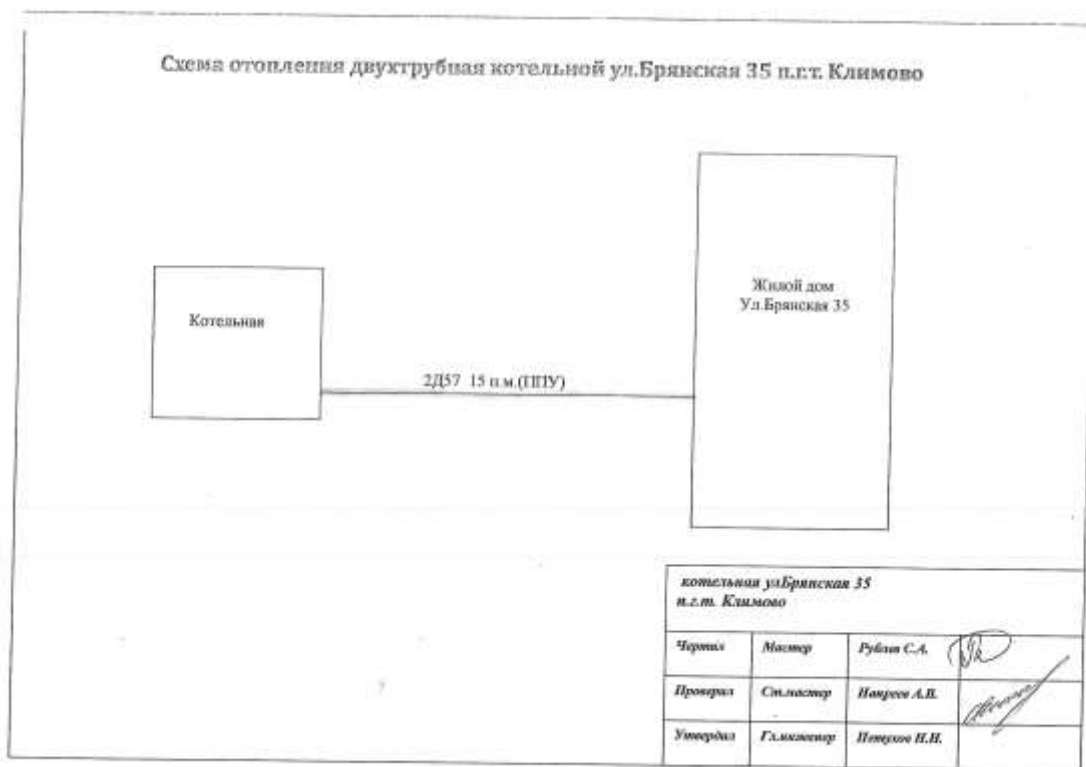 Схема отопления двухтрубная котельной ул.Брянская 35 п.г.т. Климово
Жилой дом
Ул.Брянская 35
Котельная
2Д57 15 п.м.(ППУ)
котельная ул.Брянская 35
п.г.т. Климово
Чертил Мастер С.А.
Проверил Ст.мастер А.В.
Утвердил Гл.инженер Петухов Н.Н.